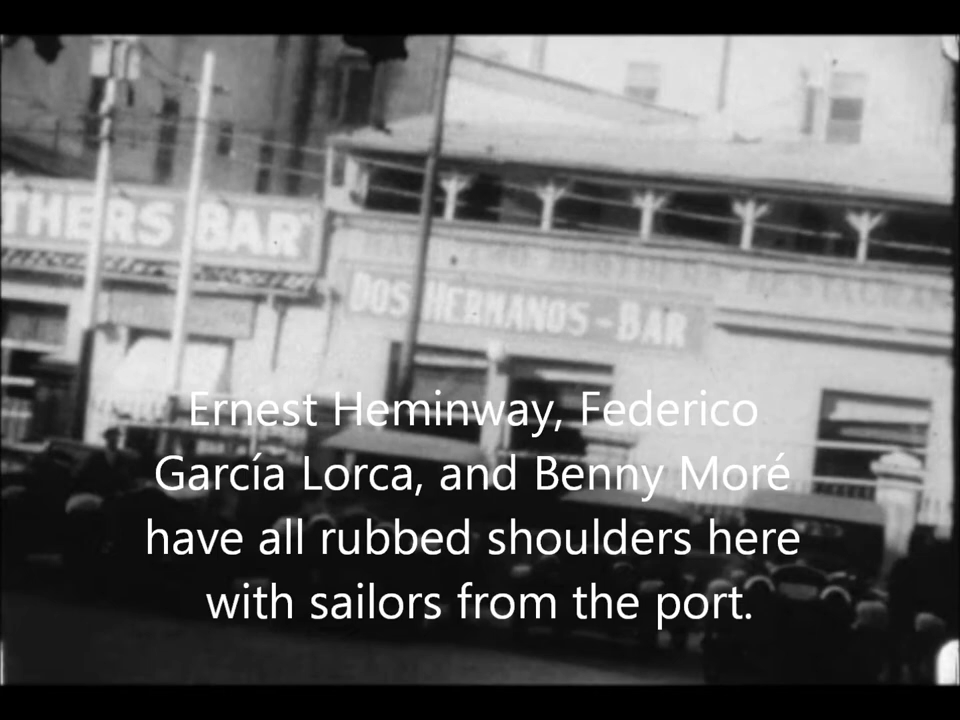 THERS BAR
DOS HERMANOS - BAR
Ernest Heminway, Federico
García Lorca, and Benny Moré
have all rubbed shoulders here
with sailors from the port.